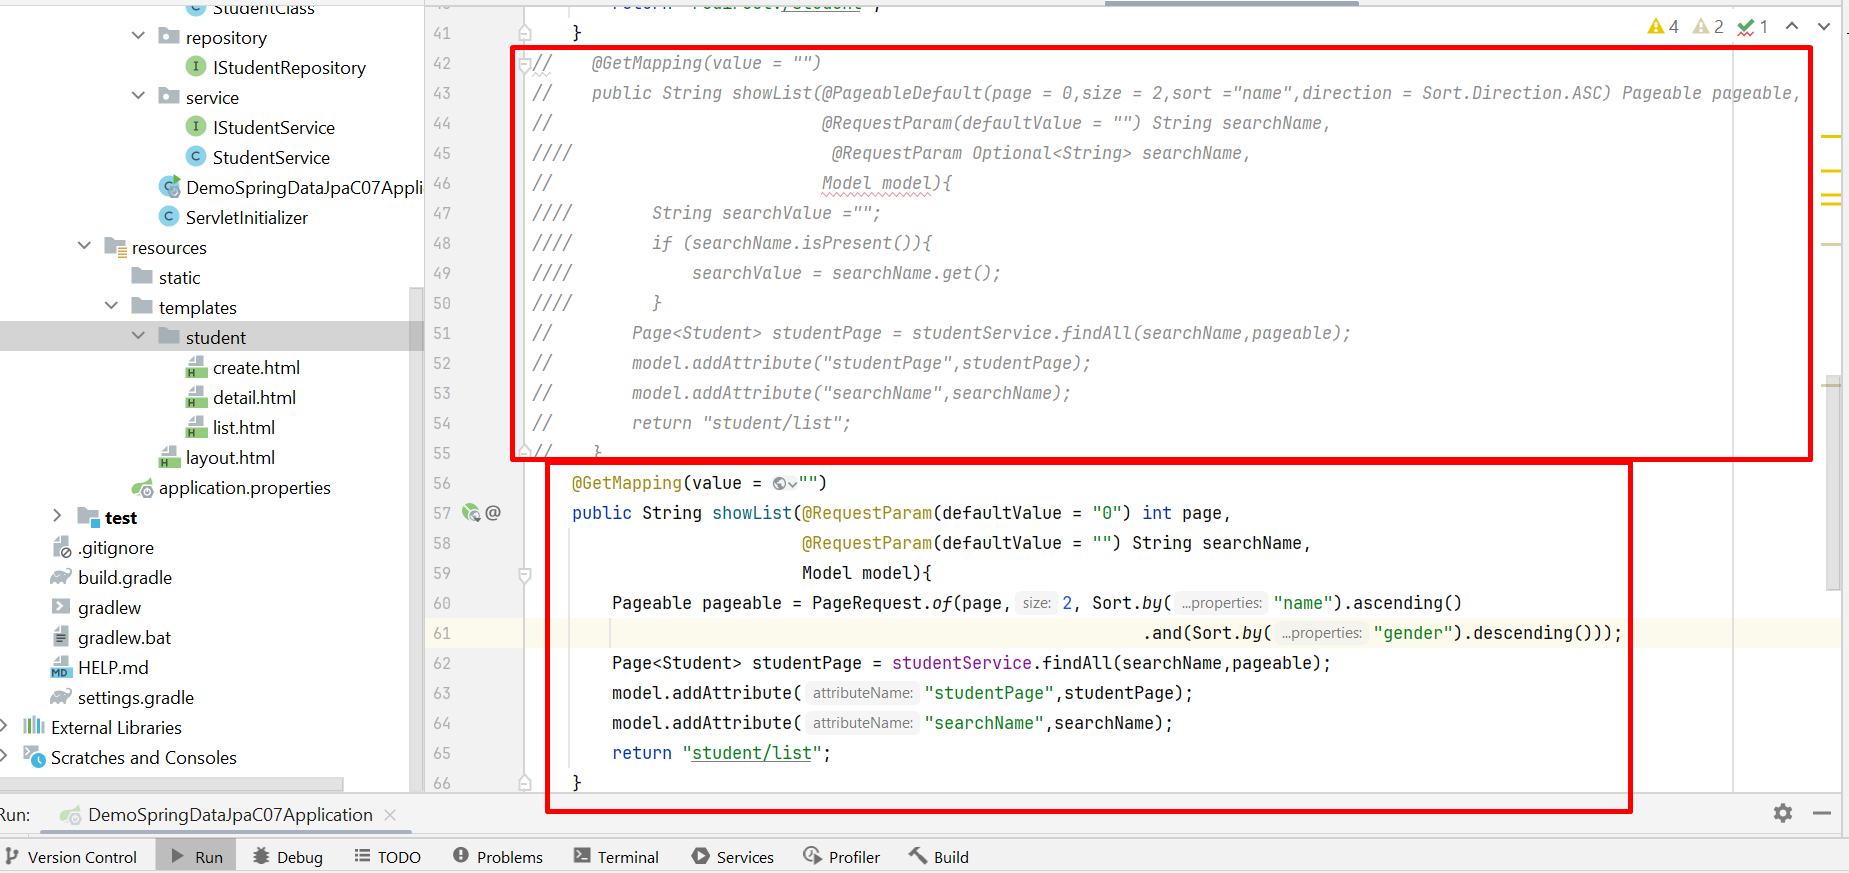 StudentClass
repository
IStudentRepository
service
IStudentService
StudentService
DemoSpringDataJpaC07Appli
ServletInitializer
resources
static
templates
student
create.html
detail.html
list.html
layout.html
application.properties
test
.gitignore
build.gradle
gradlew
gradlew.bat
HELP.md
settings.gradle
External Libraries
Scratches and Consoles
4 2 1
return "redirect:/student";
41 }
42 // @GetMapping(value = "")
43 // public String showList(@PageableDefault(page = 0,size = 2,sort ="name",direction = Sort.Direction.ASC) Pageable pageable,
44 // @RequestParam(defaultValue = "") String searchName,
45 //// @RequestParam Optional<String> searchName,
46 // Model model){
47 //// String searchValue ="";
48 //// if (searchName.isPresent()){
49 //// searchValue = searchName.get();
50 //// }
51 // Page<Student> studentPage = studentService.findAll(searchName,pageable);
52 // model.addAttribute("studentPage",studentPage);
53 // model.addAttribute("searchName",searchName);
54 // return "student/list";
55 // }
56 @GetMapping(value = "")
57 @ public String showList(@RequestParam(defaultValue = "0") int page,
58 @RequestParam(defaultValue = "") String searchName,
59 Model model){
60 Pageable pageable = PageRequest.of(page, size: 2, Sort.by( ...properties: "name").ascending()
61 .and(Sort.by( ...properties: "gender").descending()));
62 Page<Student> studentPage = studentService.findAll(searchName,pageable);
63 model.addAttribute( attributeName: "studentPage",studentPage);
64 model.addAttribute( attributeName: "searchName",searchName);
65 return "student/list";
66 }
Run: DemoSpringDataJpaC07Application
Version Control Run Debug TODO Problems Terminal Services Profiler Build